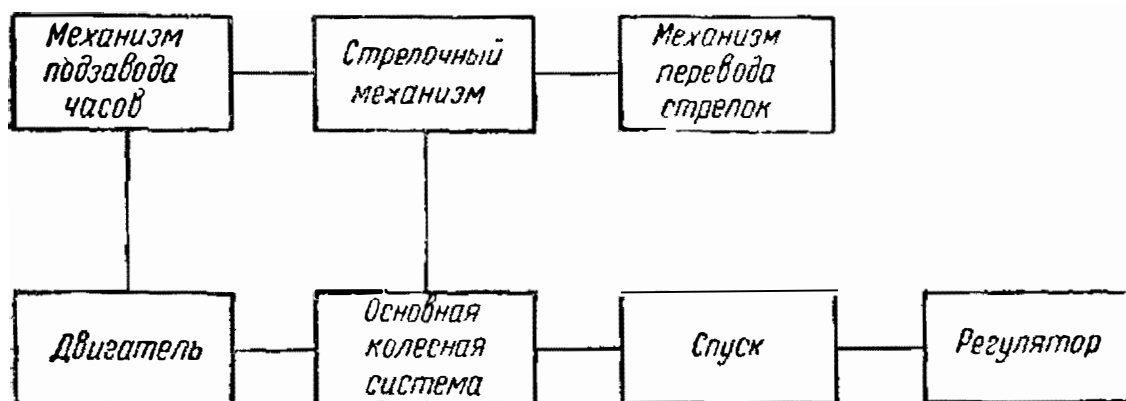 Механизм
подзавода
часов
Стрелочный
механизм
Механизм
перевода
стрелок
Двигатель
Основная
колесная
система
Спуск
Регулятор